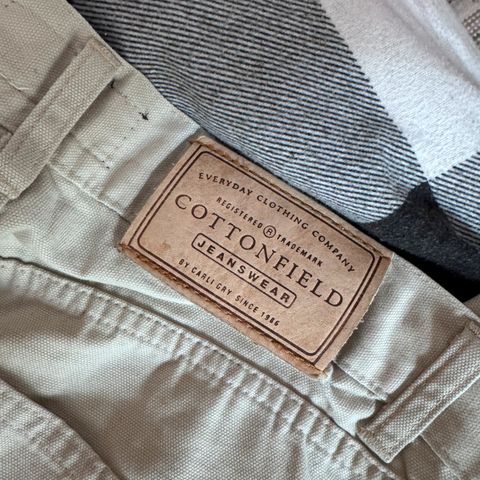 EVERYDAY CLOTHING COMPANY
REGISTERED ® TRADEMARK
COTTONFIELD
JEANSWEAR
BY CARLI GRY SINCE 1986